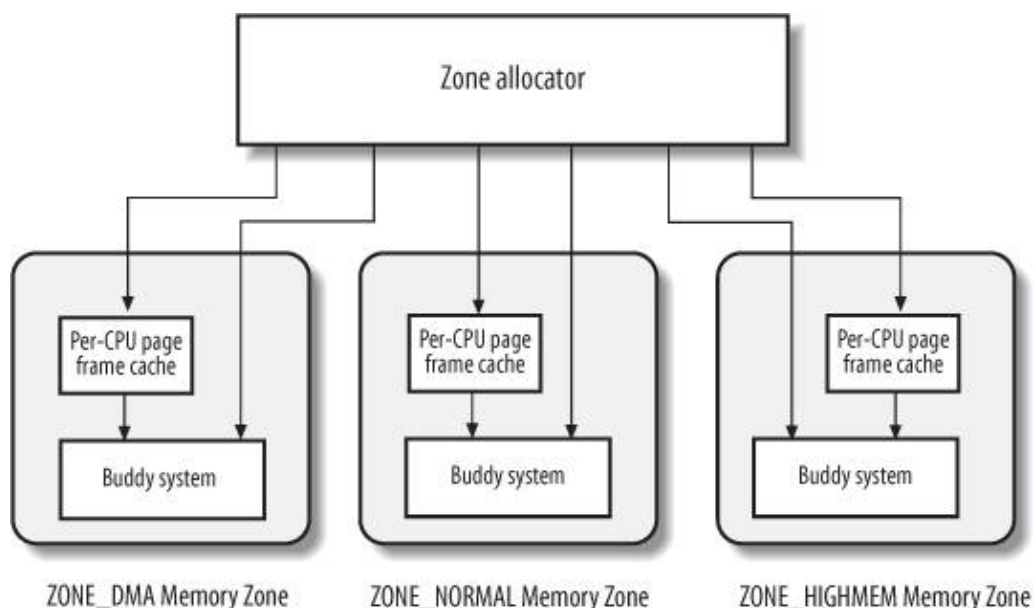 Zone allocator
Per-CPU page
frame cache
Buddy system
Per-CPU page
frame cache
Buddy system
Per-CPU page
frame cache
Buddy system
ZONE_DMA Memory Zone
ZONE_NORMAL Memory Zone
ZONE_HIGHMEM Memory Zone